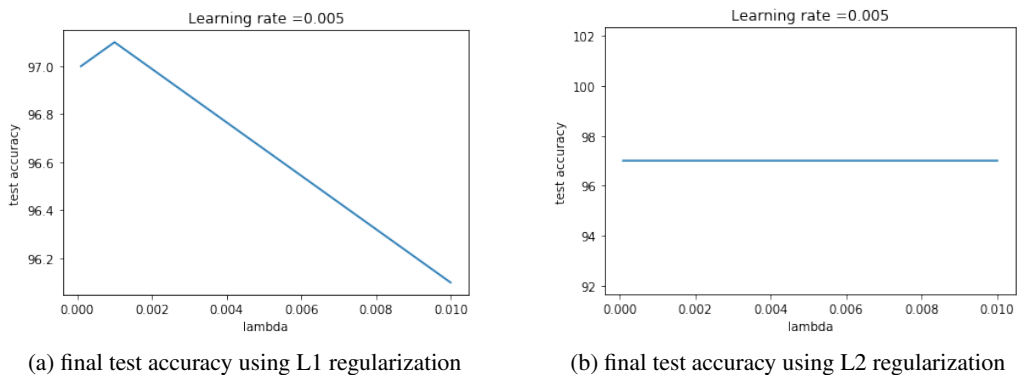 Learning rate =0.005
97.0
96.8
96.6
96.4
96.2
test accuracy
0.000 0.002 0.004 0.006 0.008 0.010
lambda
(a) final test accuracy using L1 regularization
Learning rate =0.005
102
100
98
96
94
92
test accuracy
0.000 0.002 0.004 0.006 0.008 0.010
lambda
(b) final test accuracy using L2 regularization